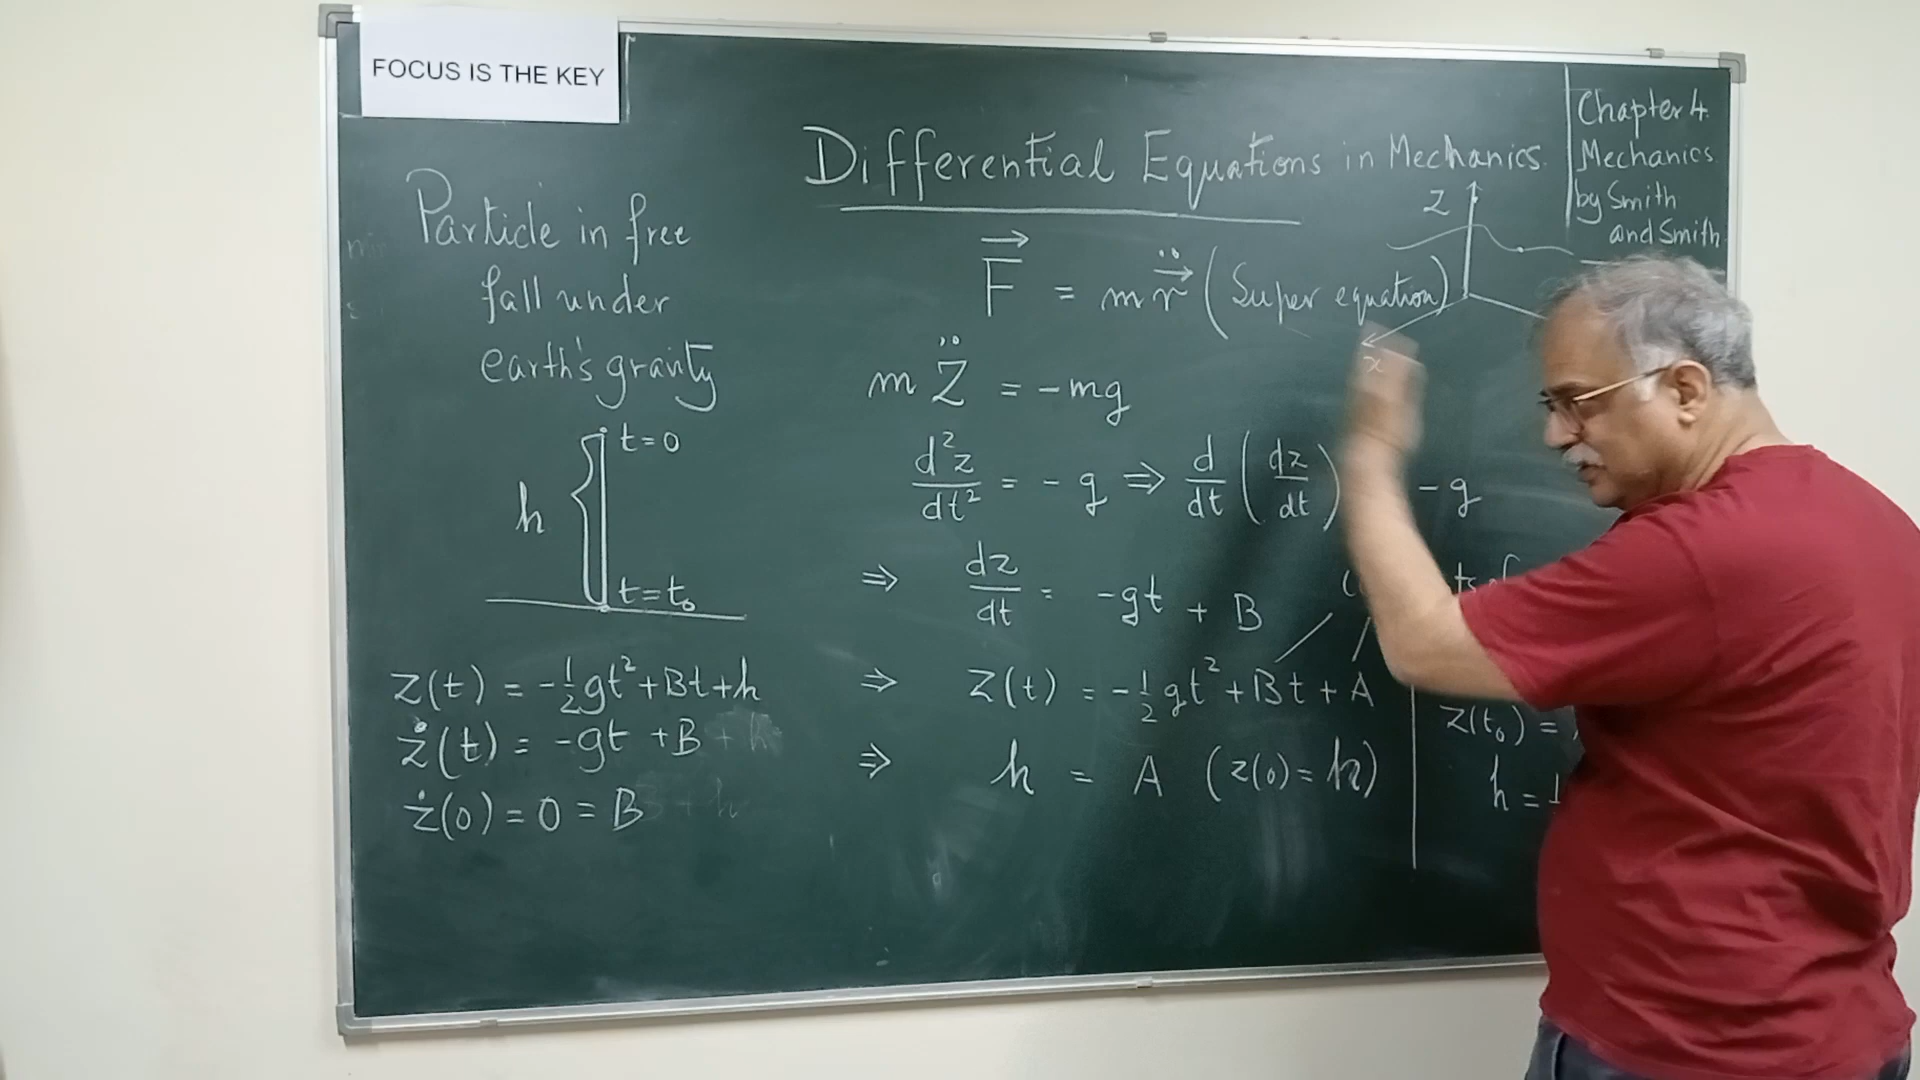 FOCUS IS THE KEY
Chapter 4
Mechanics
by Smith
and Smith
Differential Equations in Mechanics
Particle in free
fall under
earth's gravity
t=0
h
t=t₀
z(t) = -½gt²+Bt+h
ż(t) = -gt +B
ż(0) = 0 = B
F⃗ = m r̈⃗ (Super equation)
z
x
m z̈ = -mg
d²z/dt² = -g ⇒ d/dt (dz/dt) -g
⇒ dz/dt = -gt + B
⇒ z(t) = -½gt²+Bt+A
⇒ h = A (z(0)=h)
z(t₀) =
h =